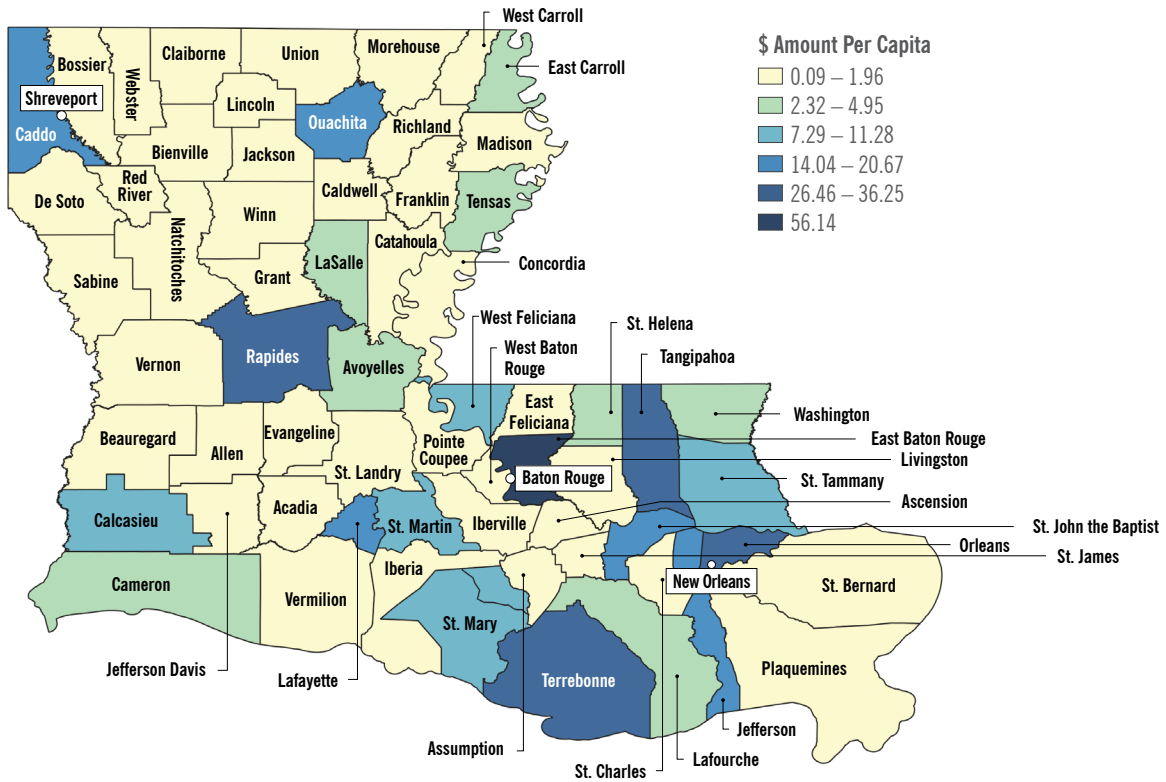 West Carroll
East Carroll
$ Amount Per Capita
0.09 – 1.96
2.32 – 4.95
7.29 – 11.28
14.04 – 20.67
26.46 – 36.25
56.14
Bossier
Webster
Claiborne
Union
Morehouse
Shreveport
Caddo
Lincoln
Ouachita
Richland
Madison
Bienville
Jackson
De Soto
Red
River
Caldwell
Franklin
Tensas
Natchitoches
Winn
Catahoula
LaSalle
Concordia
Sabine
Grant
West Feliciana
St. Helena
West Baton
Rouge
Tangipahoa
Vernon
Rapides
Avoyelles
East
Feliciana
Washington
Beauregard
Allen
Evangeline
Pointe
Coupee
East Baton Rouge
Livingston
St. Landry
Baton Rouge
St. Tammany
Acadia
Ascension
Calcasieu
St. Martin
Iberville
St. John the Baptist
Orleans
St. James
Cameron
Vermilion
Iberia
New Orleans
St. Bernard
St. Mary
Jefferson Davis
Lafayette
Terrebonne
Plaquemines
Assumption
Jefferson
Lafourche
St. Charles